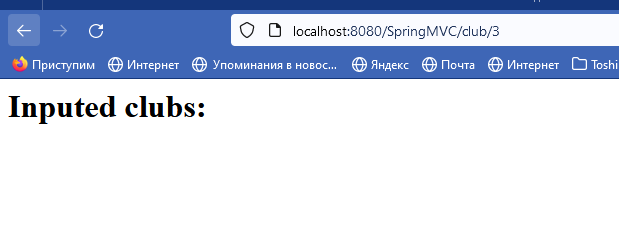 localhost:8080/SpringMVC/club/3
Приступим Интернет Упоминания в новос... Яндекс Почта Интернет Toshi
Inputed clubs: